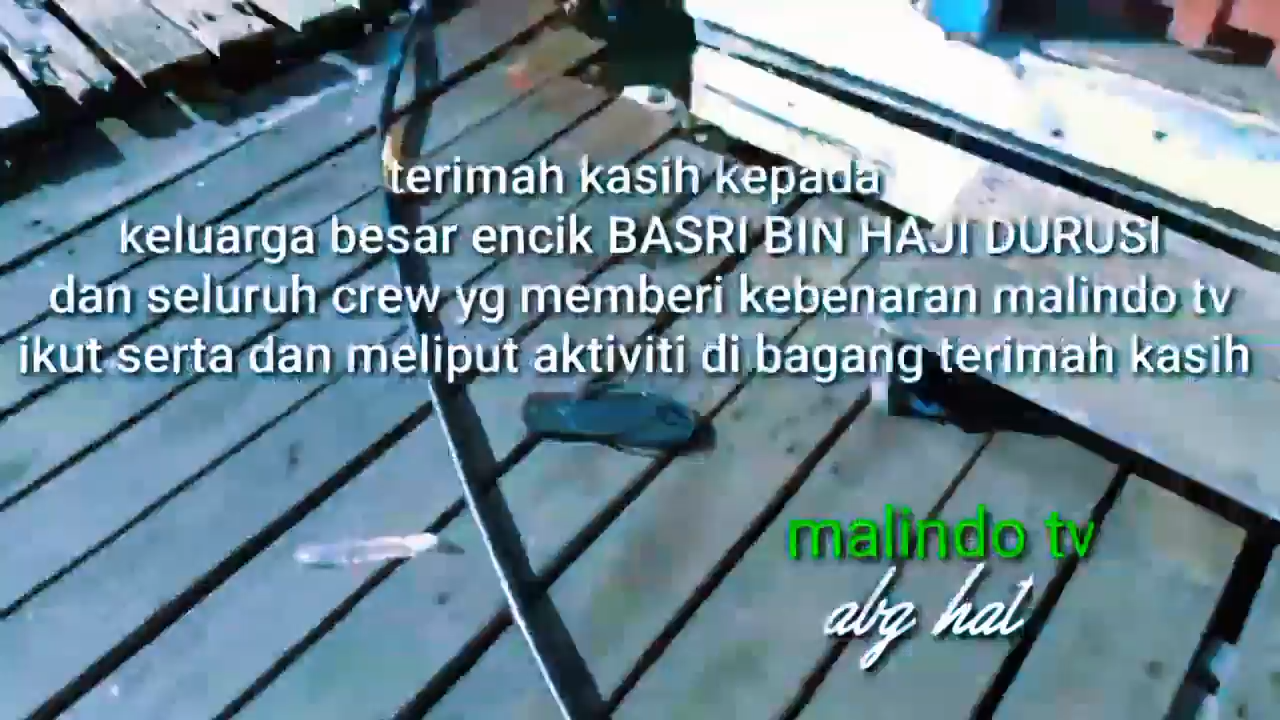 terimah kasih kepada
keluarga besar encik BASRI BIN HAJI DURUSI
dan seluruh crew yg memberi kebenaran malindo tv
ikut serta dan meliput aktiviti di bagang terimah kasih
malindo tv
abg hat